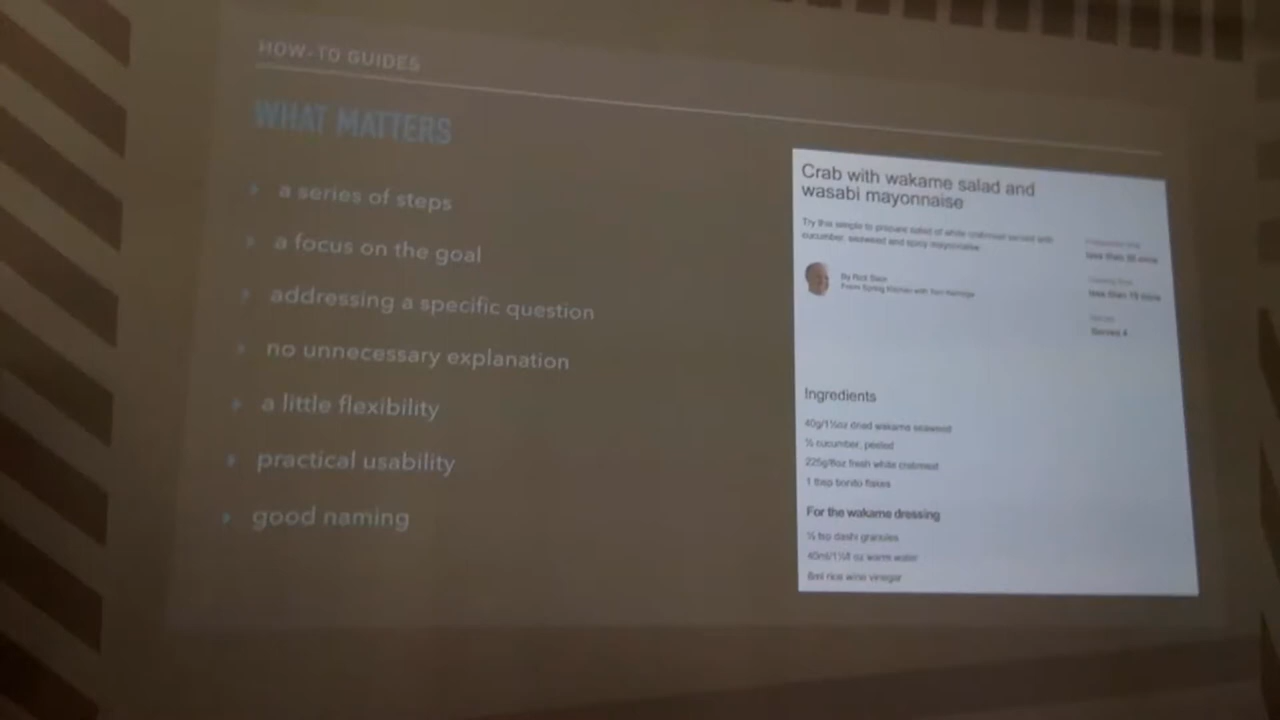 HOW-TO GUIDES
WHAT MATTERS
a series of steps
a focus on the goal
addressing a specific question
no unnecessary explanation
a little flexibility
practical usability
good naming
Crab with wakame salad and
wasabi mayonnaise
Try this simple to prepare salad of white crabmeat served with
cucumber, seaweed and spicy mayonnaise
By Rick Stein
From Spring Kitchen with Tom Kerridge
Preparation time
less than 30 mins
Cooking time
less than 10 mins
Serves
Serves 4
Ingredients
40g/1½oz dried wakame seaweed
½ cucumber, peeled
225g/8oz fresh white crabmeat
1 tbsp bonito flakes
For the wakame dressing
½ tsp dashi granules
40ml/1½fl oz warm water
8ml rice wine vinegar